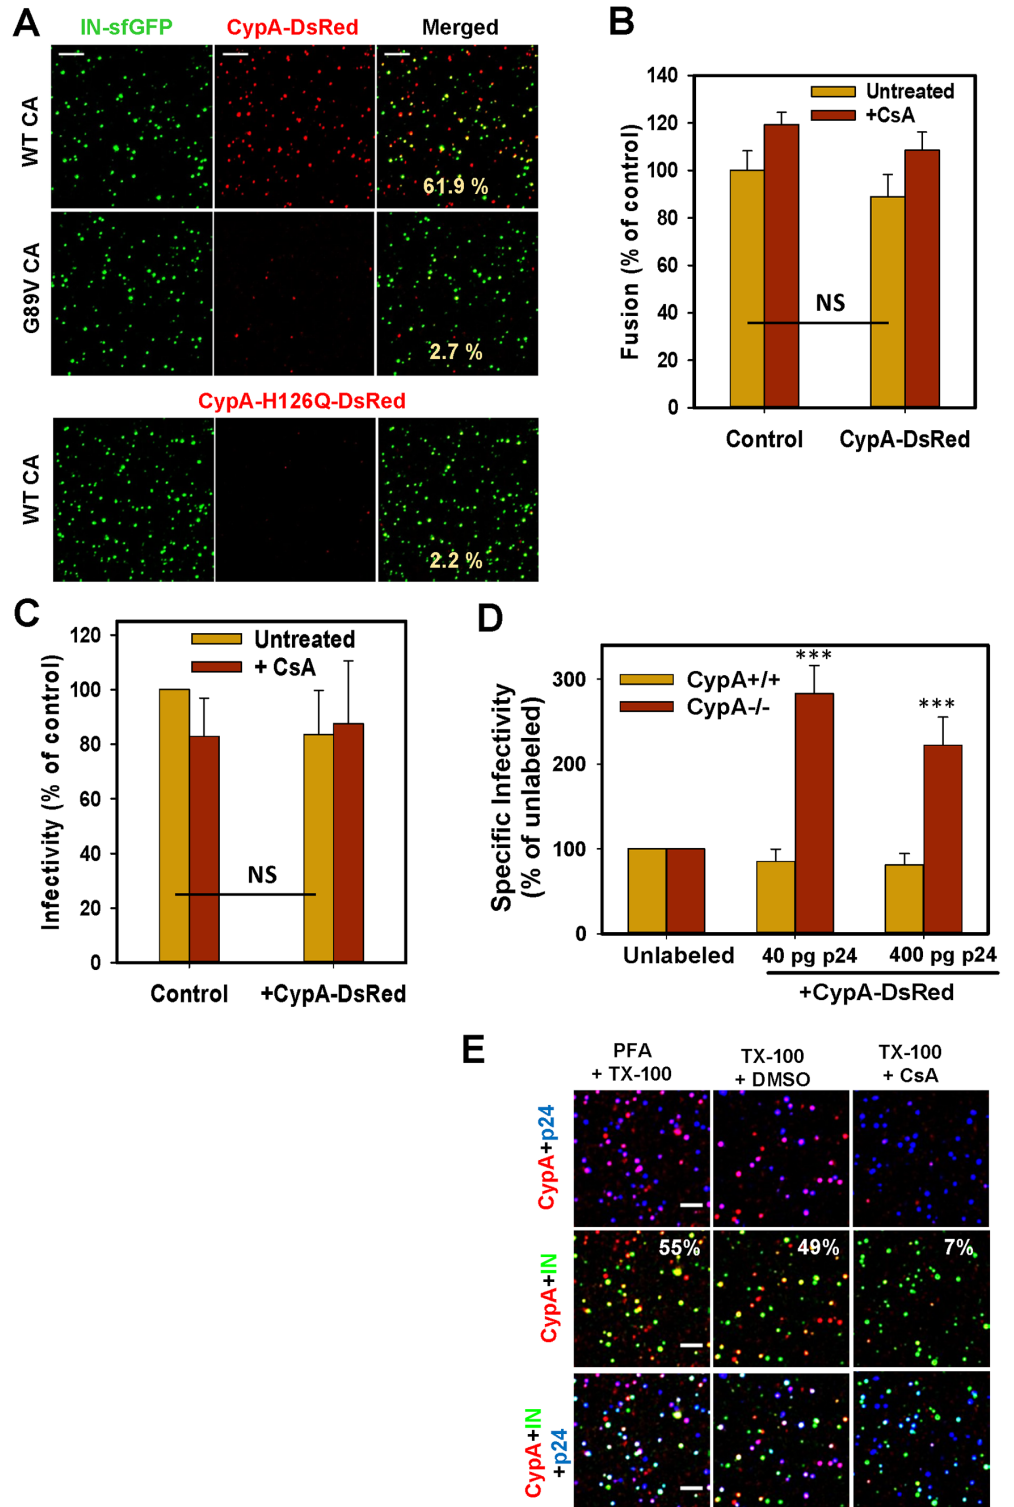 A
IN-sfGFP
CypA-DsRed
Merged
WT CA
61.9 %
G89V CA
2.7 %
CypA-H126Q-DsRed
WT CA
2.2 %
B
Fusion (% of control)
140
120
100
80
60
40
20
0
Untreated
+CsA
NS
Control
CypA-DsRed
C
Infectivity (% of control)
120
100
80
60
40
20
0
Untreated
+ CsA
NS
Control
+CypA-DsRed
D
Specific Infectivity
(% of unlabeled)
300
200
100
0
CypA+/+
CypA-/-
***
***
Unlabeled
40 pg p24
400 pg p24
+CypA-DsRed
E
PFA
+ TX-100
TX-100
+ DMSO
TX-100
+ CsA
CypA+p24
CypA+IN
55%
49%
7%
CypA+IN
+p24